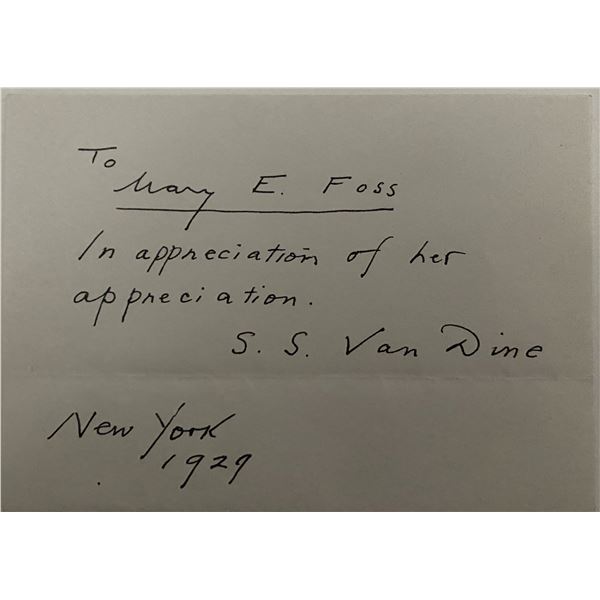 To
Mary E. Foss
In appreciation of her
appreciation.
S. S. Van Dine
New York
1929